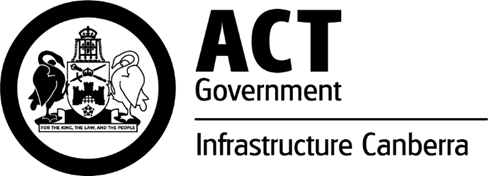 ACT
Government
Infrastructure Canberra
FOR THE KING, THE LAW, AND THE PEOPLE